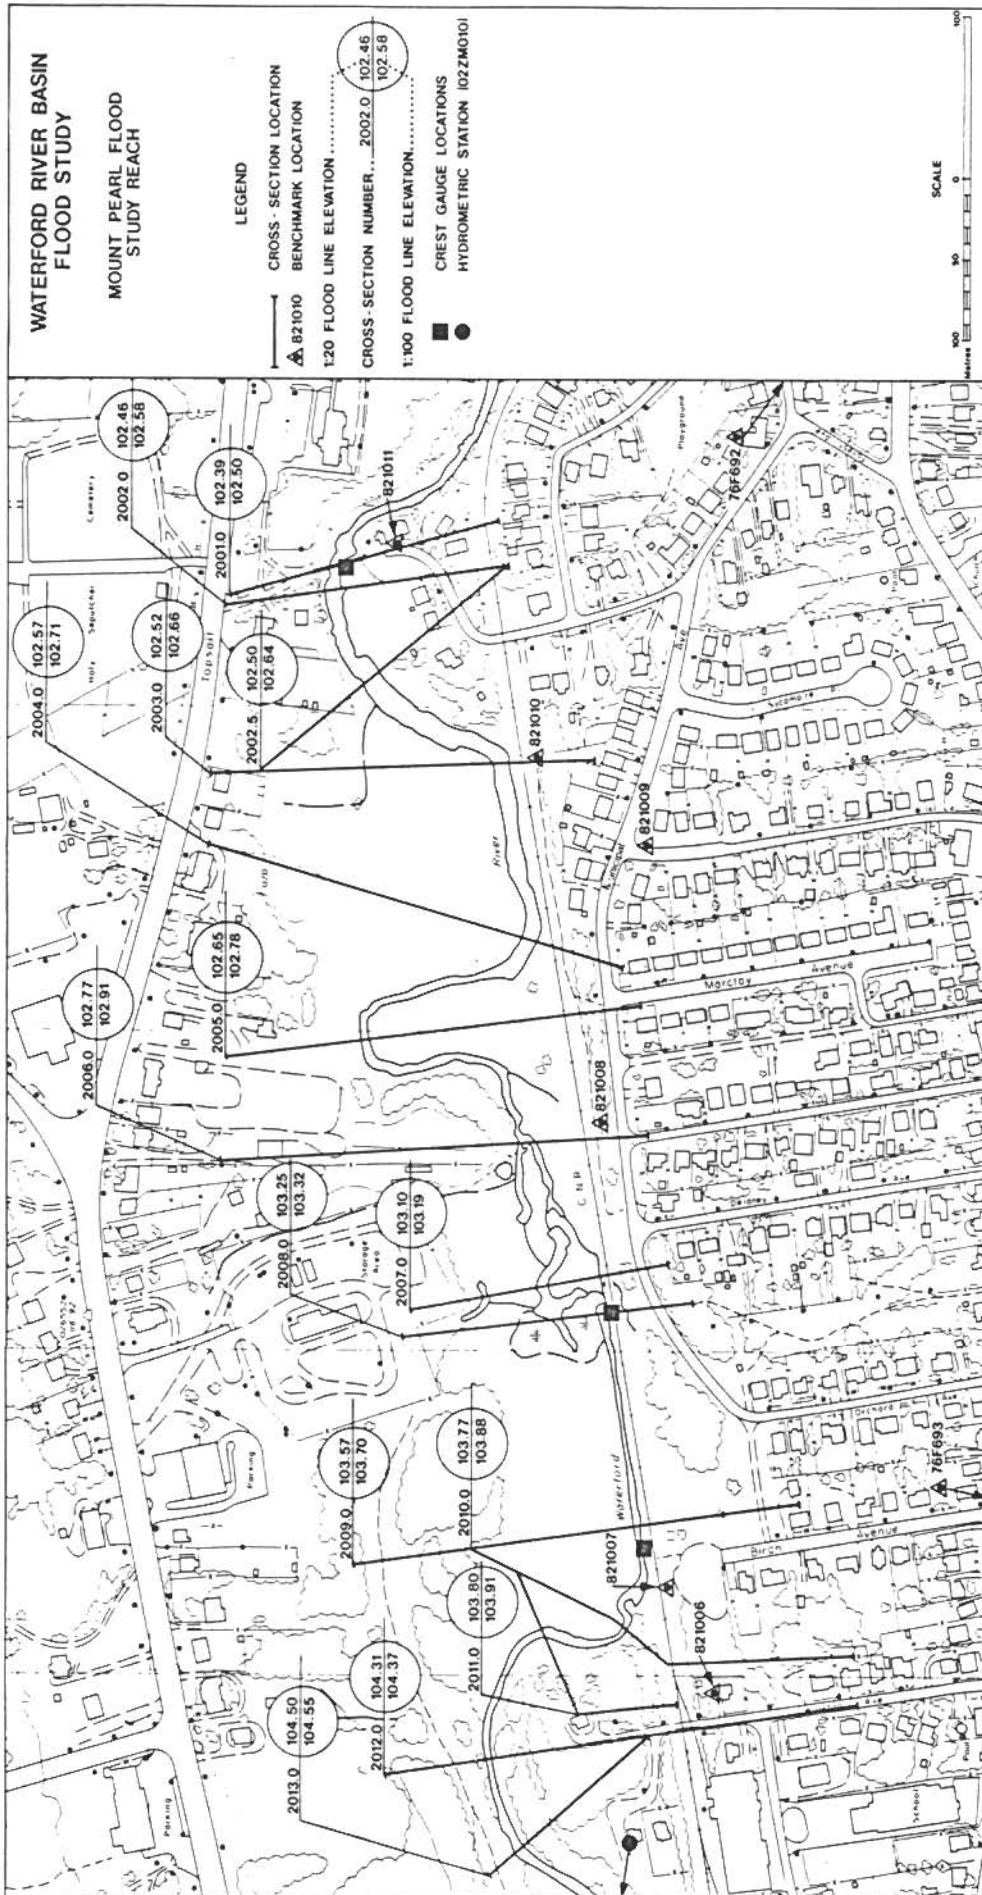 WATERFORD RIVER BASIN
FLOOD STUDY
MOUNT PEARL FLOOD
STUDY REACH
LEGEND
CROSS - SECTION LOCATION
821010 BENCHMARK LOCATION
1:20 FLOOD LINE ELEVATION
CROSS-SECTION NUMBER... 2002.0
102.46
102.58
1:100 FLOOD LINE ELEVATION
CREST GAUGE LOCATIONS
HYDROMETRIC STATION (02ZM010)
SCALE
100 50 0 100
Metres
2002.0
102.46
102.58
2001.0
102.39
102.50
2004.0
102.57
102.71
2003.0
102.52
102.66
2002.5
102.50
102.64
2006.0
102.77
102.91
2005.0
102.65
102.78
2008.0
103.25
103.32
2007.0
103.10
103.19
2009.0
103.57
103.70
2010.0
103.77
103.88
2011.0
103.80
103.91
2013.0
104.50
104.55
2012.0
104.31
104.37
Cemetery
Holy Sepulcher
Topsail
821011
Playground
76F692
821010
821009
Municipal
Ave
Sycamore
River
Marclay
Avenue
821008
C.N.R.
Delaney
Ave
Storage
Area
Orchard
Ave
Parking
Waterford
821007
Birch
Avenue
76F693
821006
Ave
Parking
School
Paul